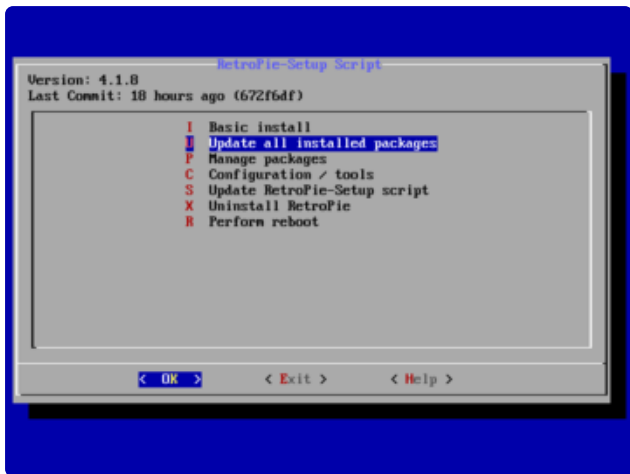 RetroPie-Setup Script
Version: 4.1.8
Last Commit: 18 hours ago (672f6df)
I Basic install
U Update all installed packages
P Manage packages
C Configuration / tools
S Update RetroPie-Setup script
X Uninstall RetroPie
R Perform reboot
< OK > < Exit > < Help >